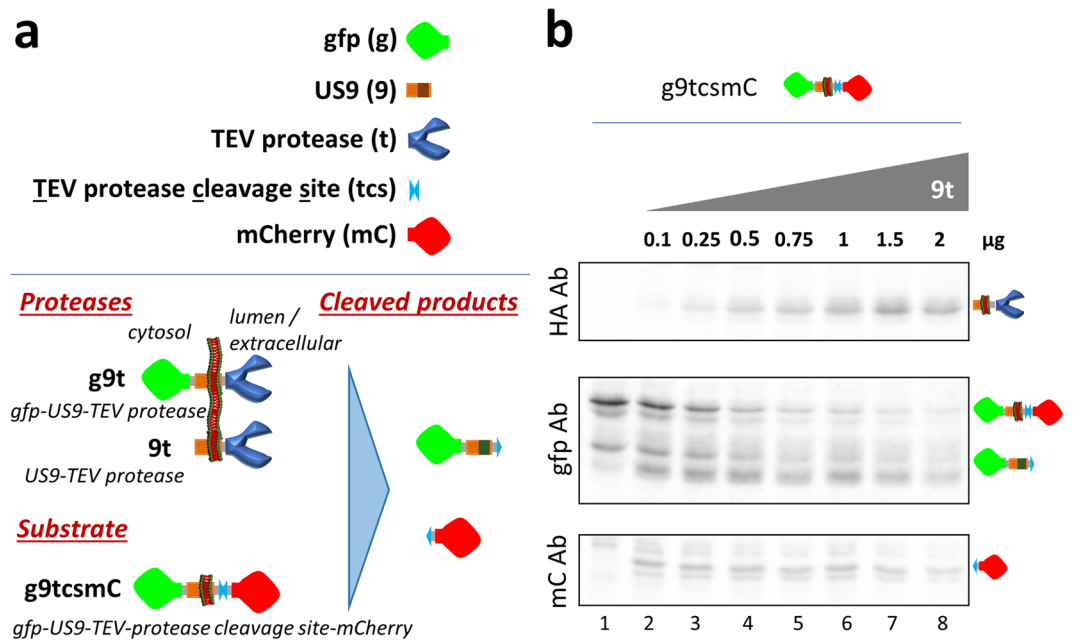 a
gfp (g)
US9 (9)
TEV protease (t)
TEV protease cleavage site (tcs)
mCherry (mC)
Proteases
Cleaved products
cytosol
lumen /
extracellular
g9t
gfp-US9-TEV protease
9t
US9-TEV protease
Substrate
g9tcsmC
gfp-US9-TEV-protease cleavage site-mCherry
b
g9tcsmC
9t
0.1 0.25 0.5 0.75 1 1.5 2 µg
HA Ab
gfp Ab
mC Ab
1 2 3 4 5 6 7 8